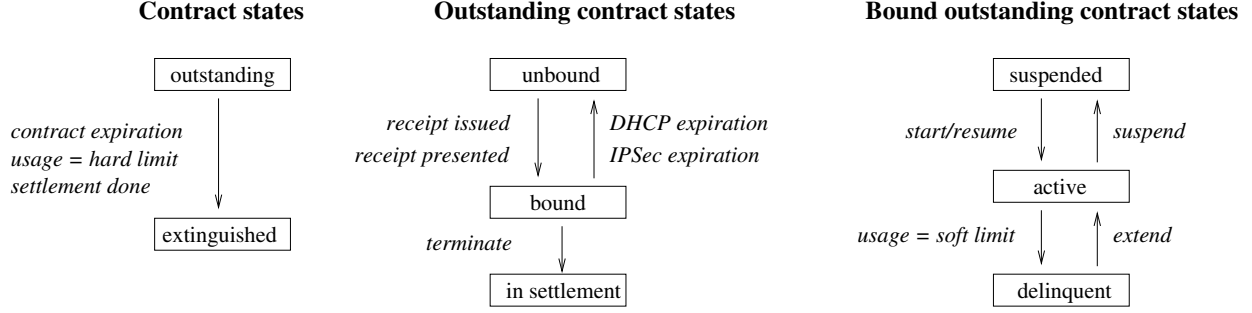 Contract states
outstanding
contract expiration
usage = hard limit
settlement done
extinguished
Outstanding contract states
unbound
receipt issued
receipt presented
DHCP expiration
IPSec expiration
bound
terminate
in settlement
Bound outstanding contract states
suspended
start/resume
suspend
active
usage = soft limit
extend
delinquent